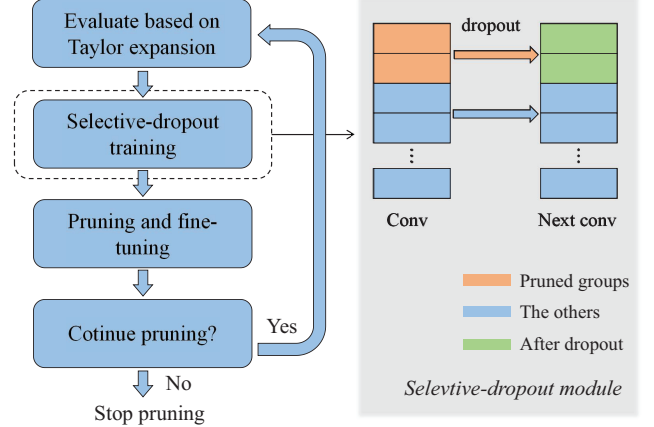 Evaluate based on
Taylor expansion
Selective-dropout
training
Pruning and fine-
tuning
Cotinue pruning?
Yes
No
Stop pruning
dropout
...
...
Conv
Next conv
Pruned groups
The others
After dropout
Selevtive-dropout module